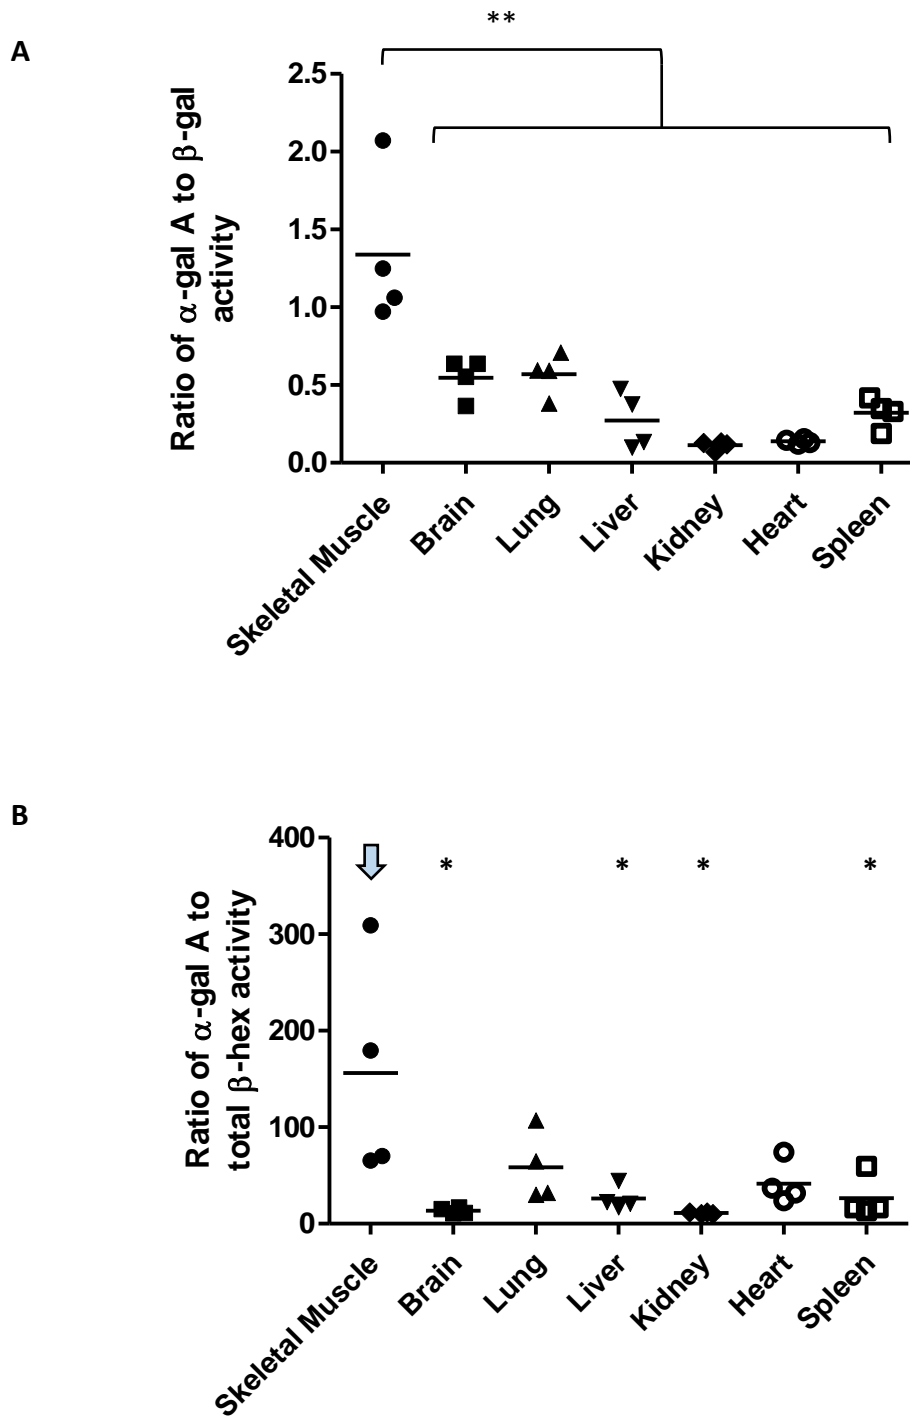 **
A
Ratio of α-gal A to β-gal
activity
2.5
2.0
1.5
1.0
0.5
0.0
Skeletal Muscle
Brain
Lung
Liver
Kidney
Heart
Spleen
B
Ratio of α-gal A to
total β-hex activity
400
300
200
100
0
* * * *
Skeletal Muscle
Brain
Lung
Liver
Kidney
Heart
Spleen